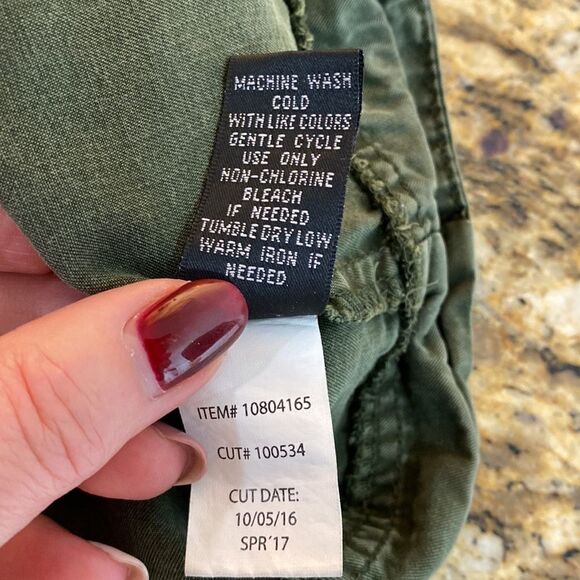 MACHINE WASH
COLD
WITH LIKE COLORS
GENTLE CYCLE
USE ONLY
NON-CHLORINE
BLEACH
IF NEEDED
TUMBLE DRY LOW
WARM IRON IF
NEEDED
ITEM# 10804165
CUT# 100534
CUT DATE:
10/05/16
SPR'17